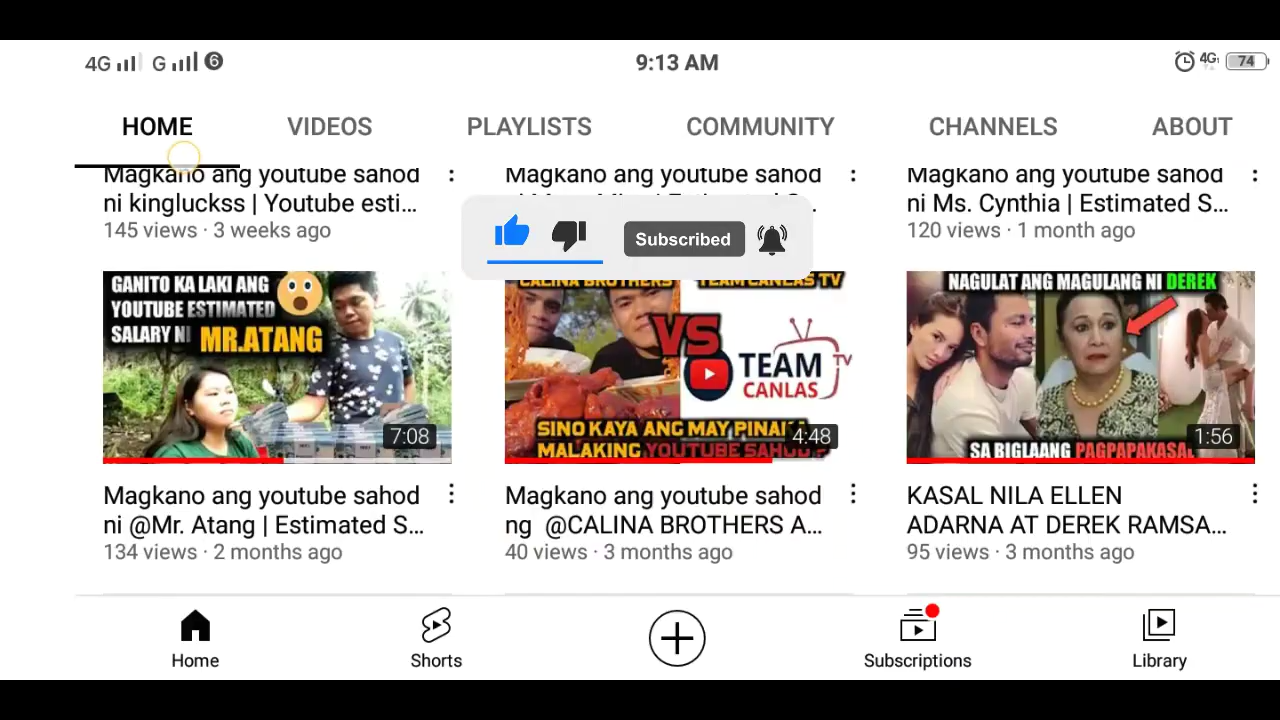 4G G 6 9:13 AM 4G 74
HOME VIDEOS PLAYLISTS COMMUNITY CHANNELS ABOUT
Magkano ang youtube sahod
ni kingluckss | Youtube esti...
145 views · 3 weeks ago
Magkano ang youtube sahod
Magkano ang youtube sahod
ni Ms. Cynthia | Estimated S...
120 views · 1 month ago
Subscribed
GANITO KA LAKI ANG
YOUTUBE ESTIMATED
SALARY NI MR.ATANG
7:08
CALINA BROTHERS TEAM CANLAS TV
VS
TEAM TV
CANLAS
SINO KAYA ANG MAY
MALAKING YOUTUBE SAHOD ?
4:48
NAGULAT ANG MAGULANG NI DEREK
SA BIGLAANG
1:56
Magkano ang youtube sahod
ni @Mr. Atang | Estimated S...
134 views · 2 months ago
Magkano ang youtube sahod
ng @CALINA BROTHERS A...
40 views · 3 months ago
KASAL NILA ELLEN
ADARNA AT DEREK RAMSA...
95 views · 3 months ago
Home Shorts Subscriptions Library